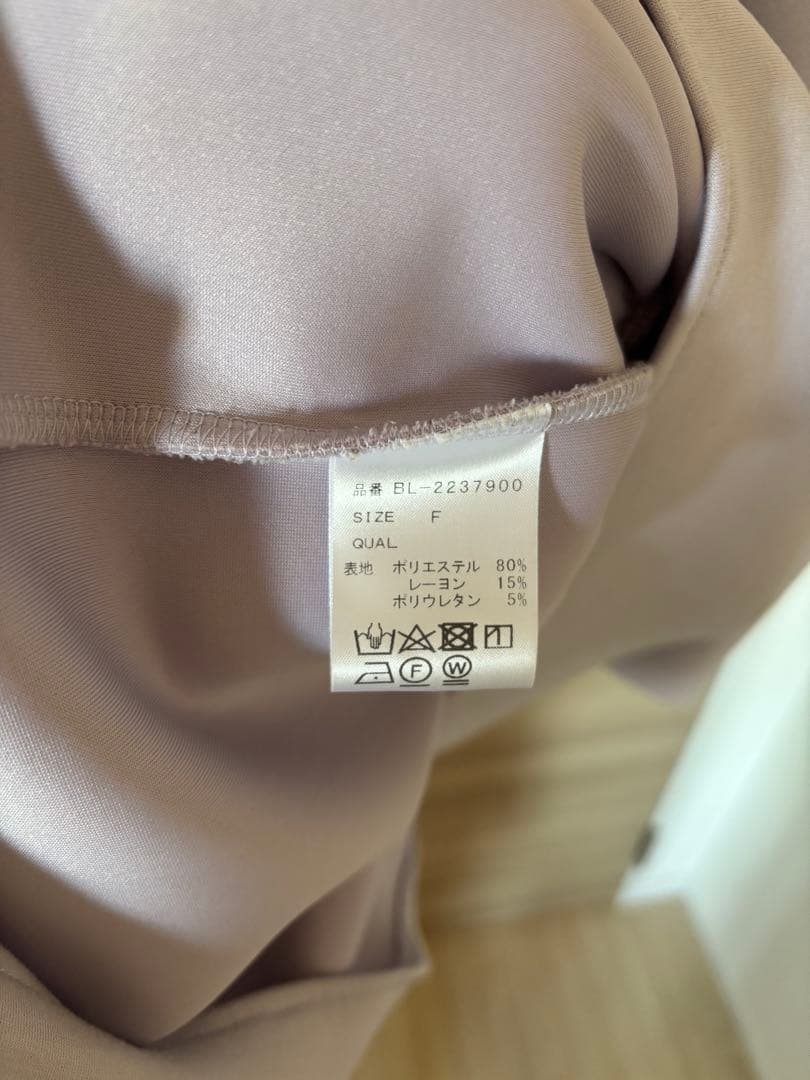 品番 BL-2237900
SIZE F
QUAL
表地 ポリエステル 80%
レーヨン 15%
ポリウレタン 5%
F W